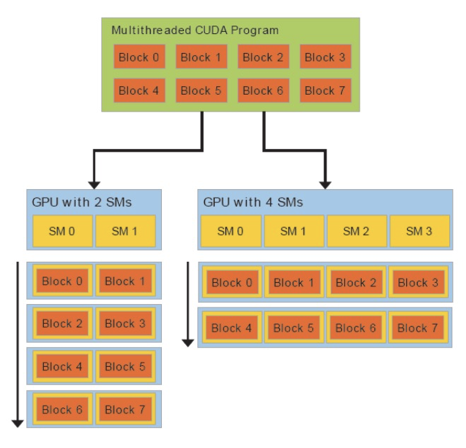 Multithreaded CUDA Program
Block 0 Block 1 Block 2 Block 3
Block 4 Block 5 Block 6 Block 7
GPU with 2 SMs
SM 0 SM 1
Block 0 Block 1
Block 2 Block 3
Block 4 Block 5
Block 6 Block 7
GPU with 4 SMs
SM 0 SM 1 SM 2 SM 3
Block 0 Block 1 Block 2 Block 3
Block 4 Block 5 Block 6 Block 7